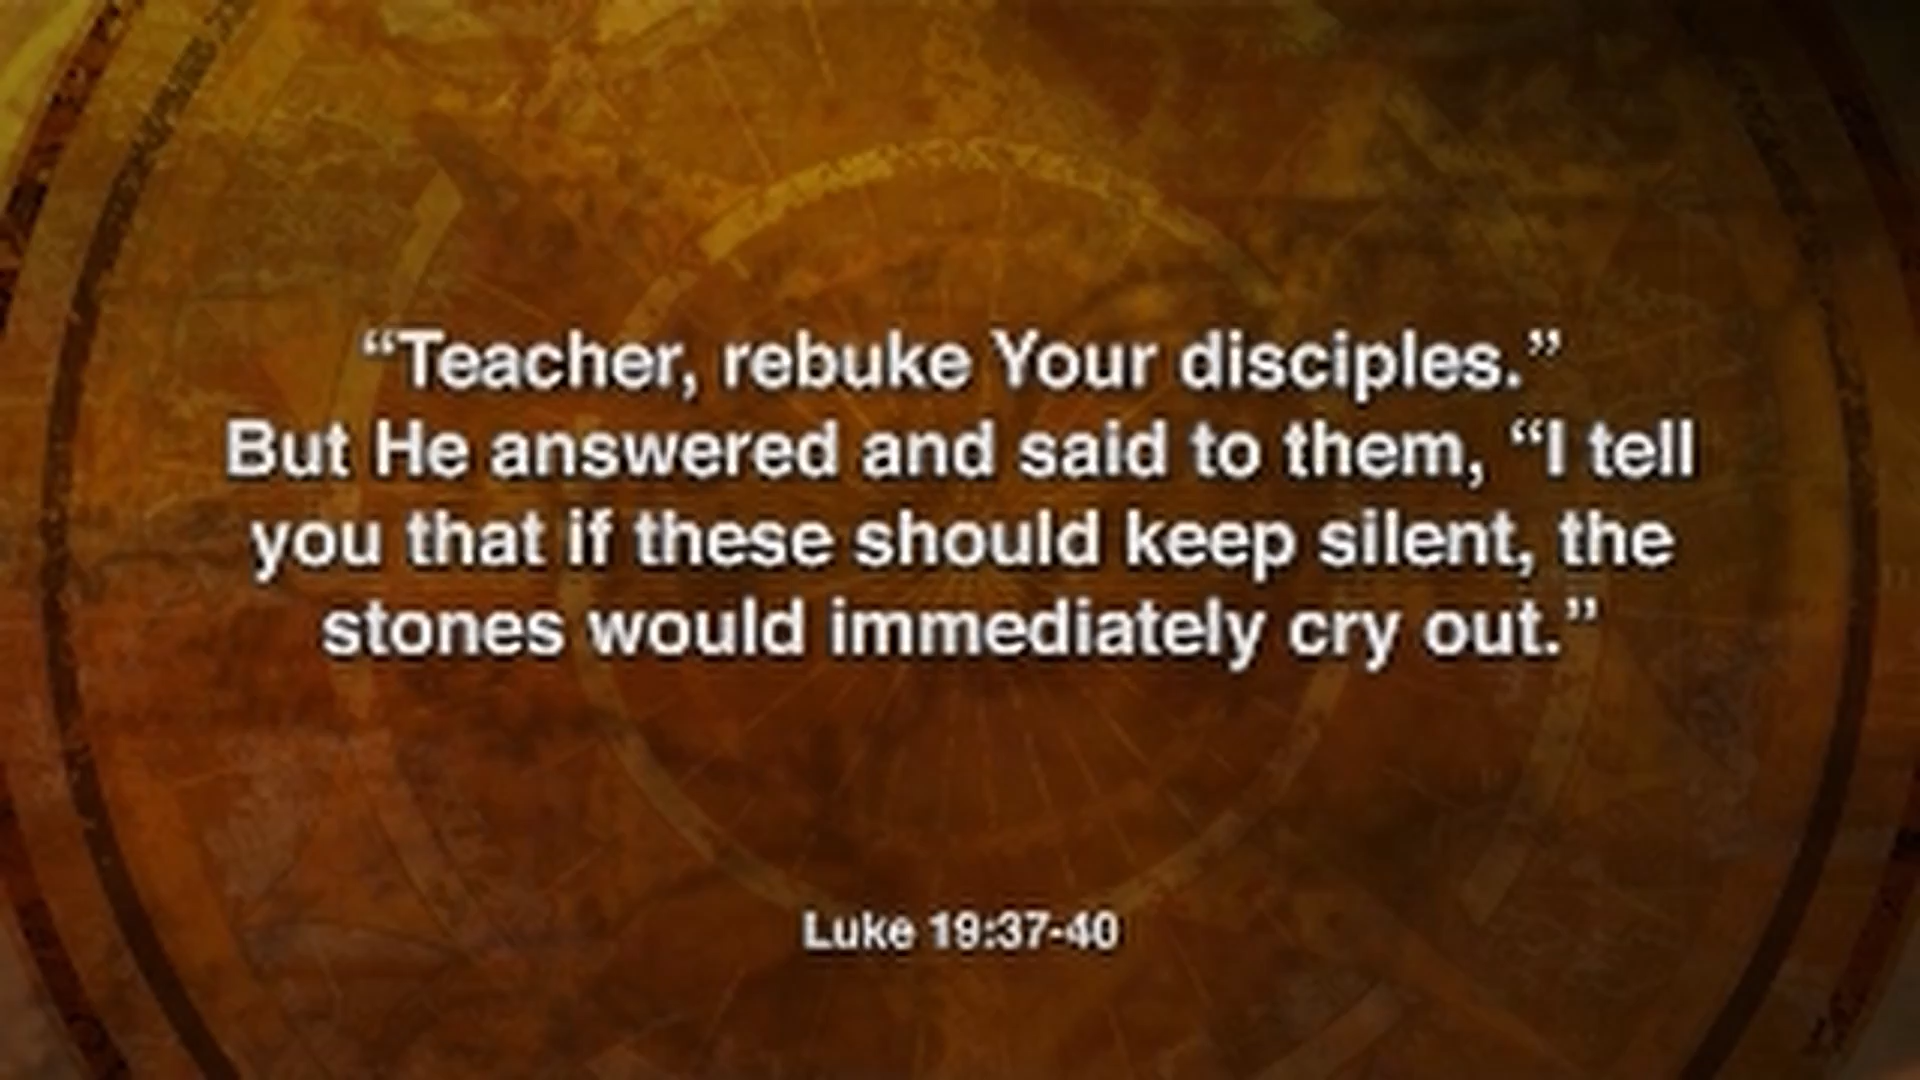 “Teacher, rebuke Your disciples.”
But He answered and said to them, “I tell
you that if these should keep silent, the
stones would immediately cry out.”
Luke 19:37-40